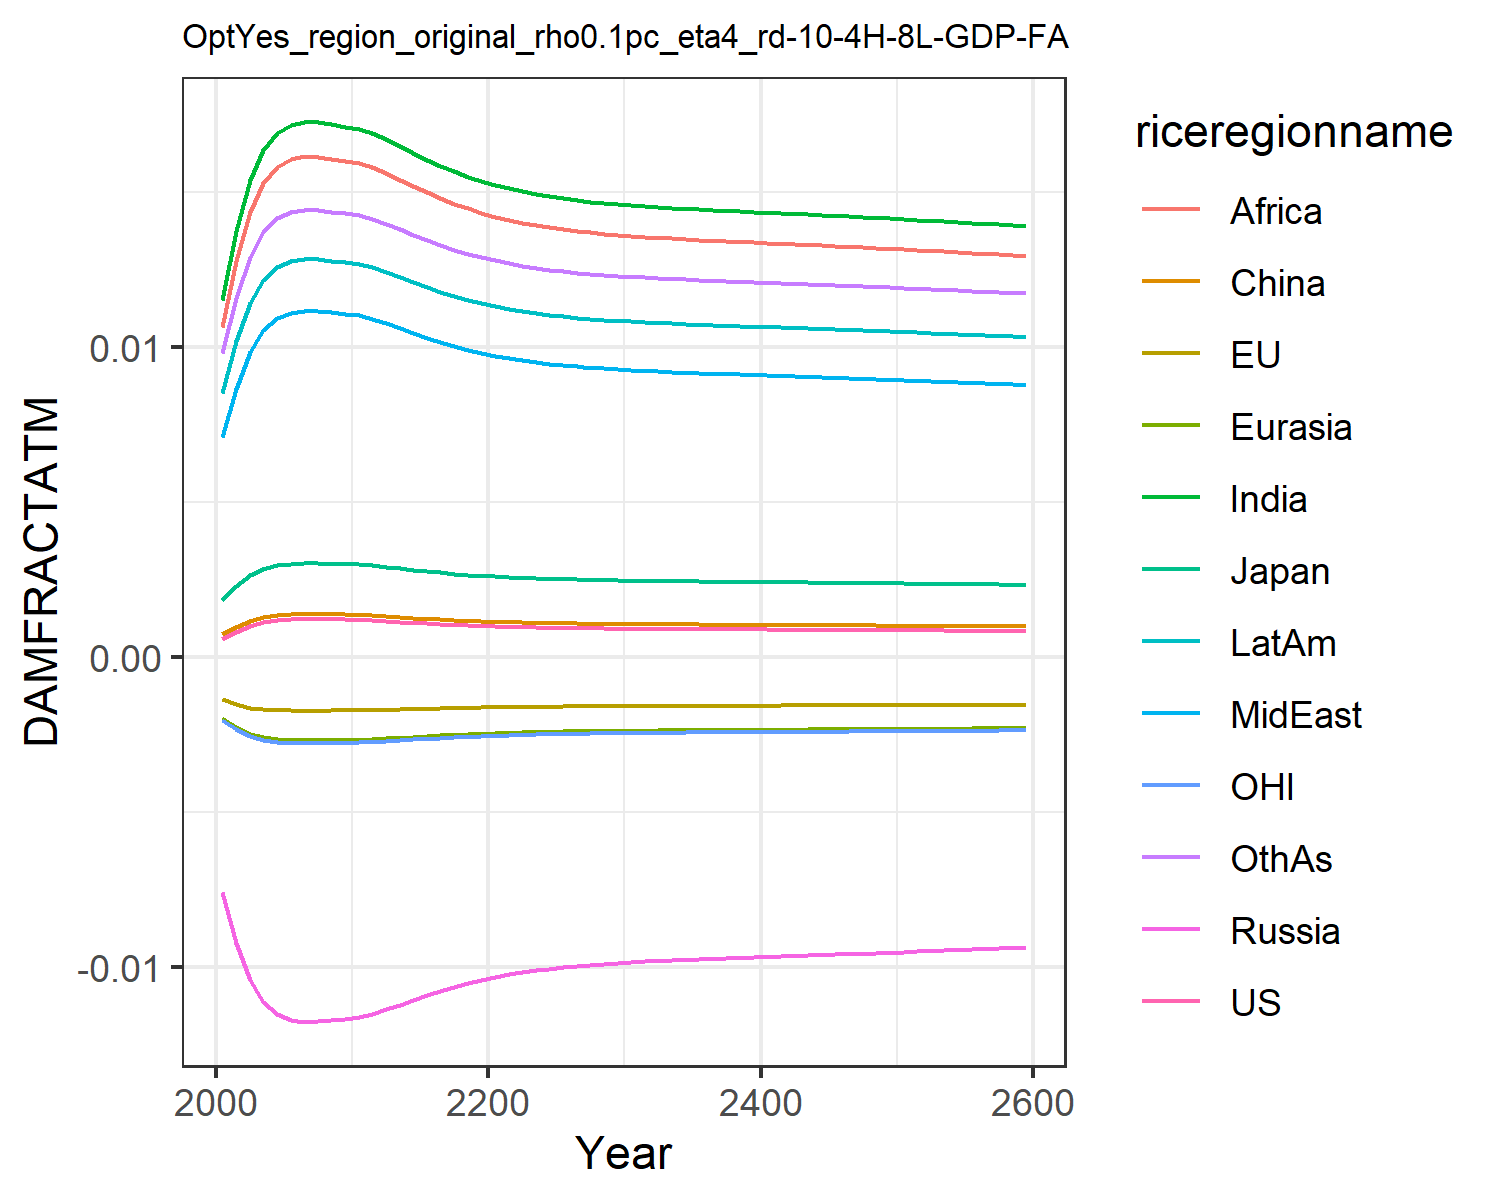 OptYes_region_original_rho0.1pc_eta4_rd-10-4H-8L-GDP-FA
DAMFRACTATM
0.01
0.00
-0.01
2000 2200 2400 2600
Year
riceregionname
Africa
China
EU
Eurasia
India
Japan
LatAm
MidEast
OHI
OthAs
Russia
US